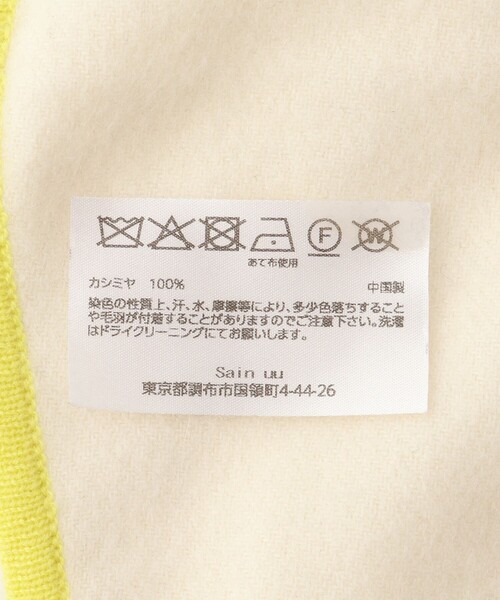 F W
あて布使用
カシミヤ 100% 中国製
染色の性質上、汗、水、摩擦等により、多少色落ちすること
や毛羽が付着することがありますのでご注意下さい。洗濯
はドライクリーニングにてお願いします。
Sain uu
東京都調布市国領町4-44-26